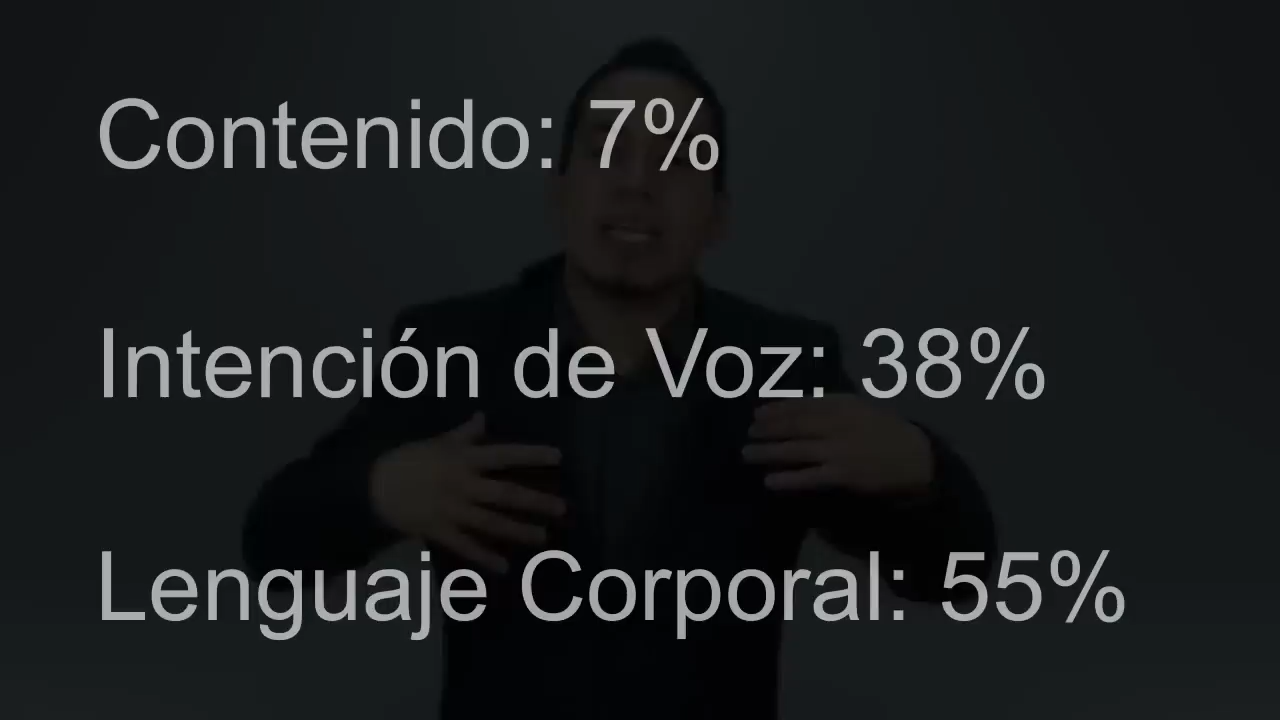 Contenido: 7%
Intención de Voz: 38%
Lenguaje Corporal: 55%